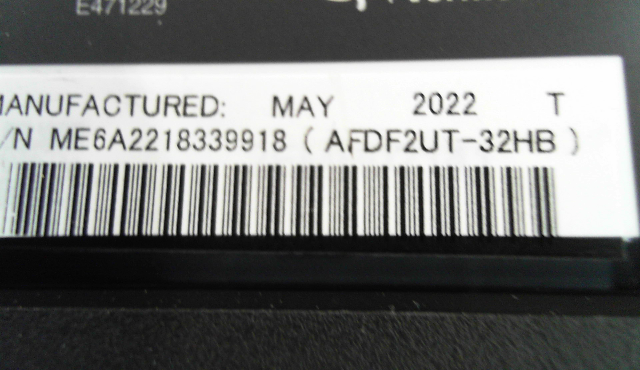 E471229
MANUFACTURED: MAY 2022 T
/N ME6A2218339918 ( AFDF2UT-32HB )